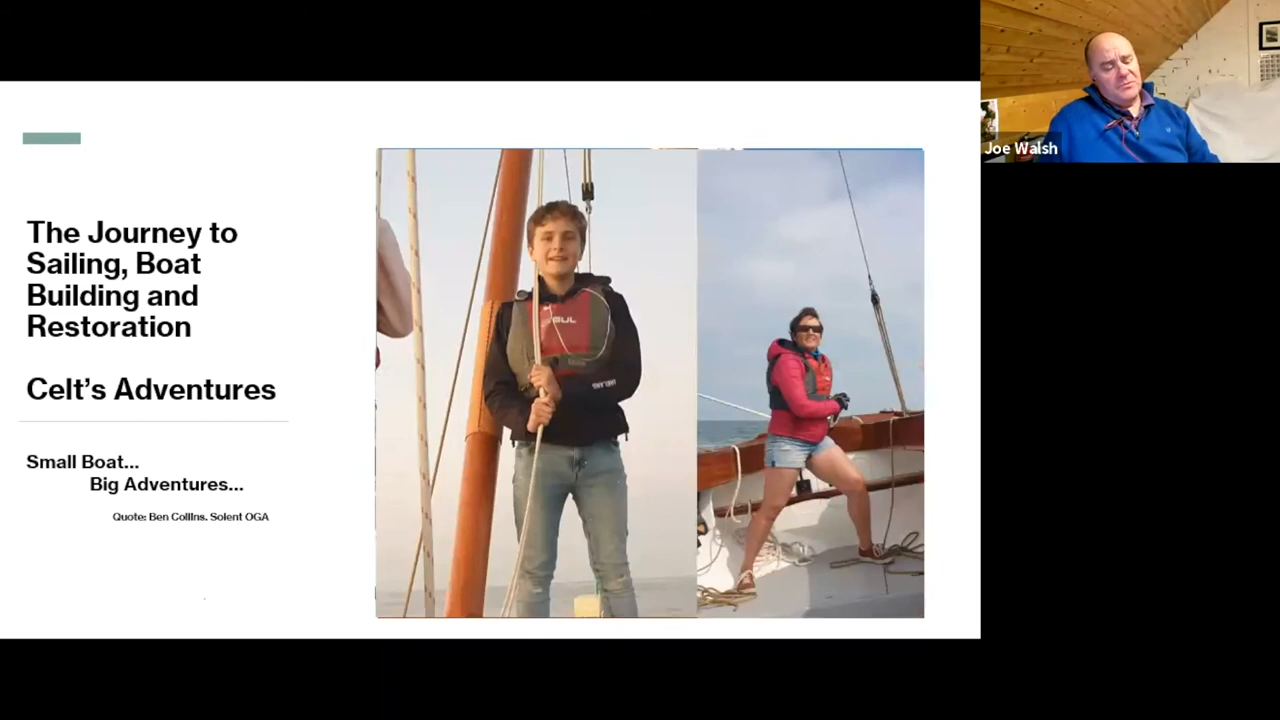 The Journey to
Sailing, Boat
Building and
Restoration
Celt's Adventures
Small Boat...
Big Adventures...
Quote: Ben Collins. Solent OGA
GUL
Joe Walsh